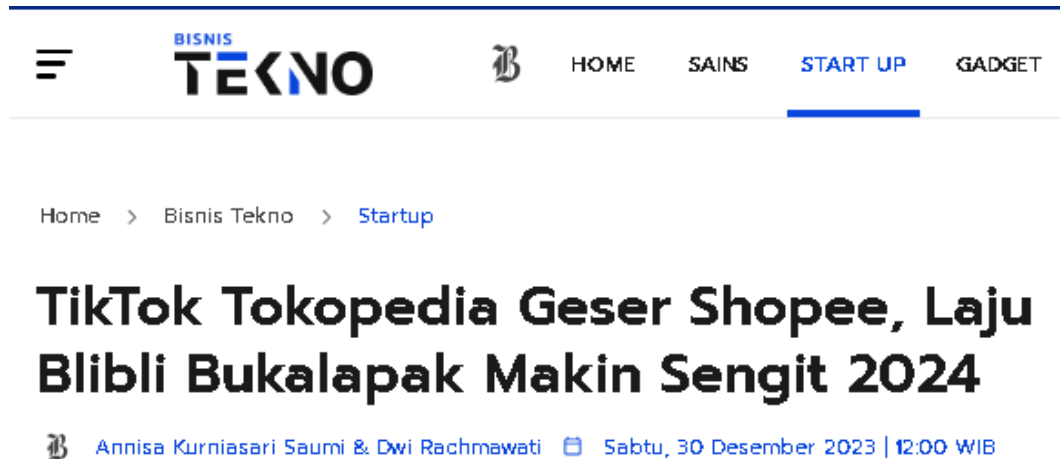 BISNIS
TEKNO
B HOME SAINS START UP GADGET
Home > Bisnis Tekno > Startup
TikTok Tokopedia Geser Shopee, Laju
Blibli Bukalapak Makin Sengit 2024
B Annisa Kurniasari Saumi & Dwi Rachmawati Sabtu, 30 Desember 2023 | 12:00 WIB